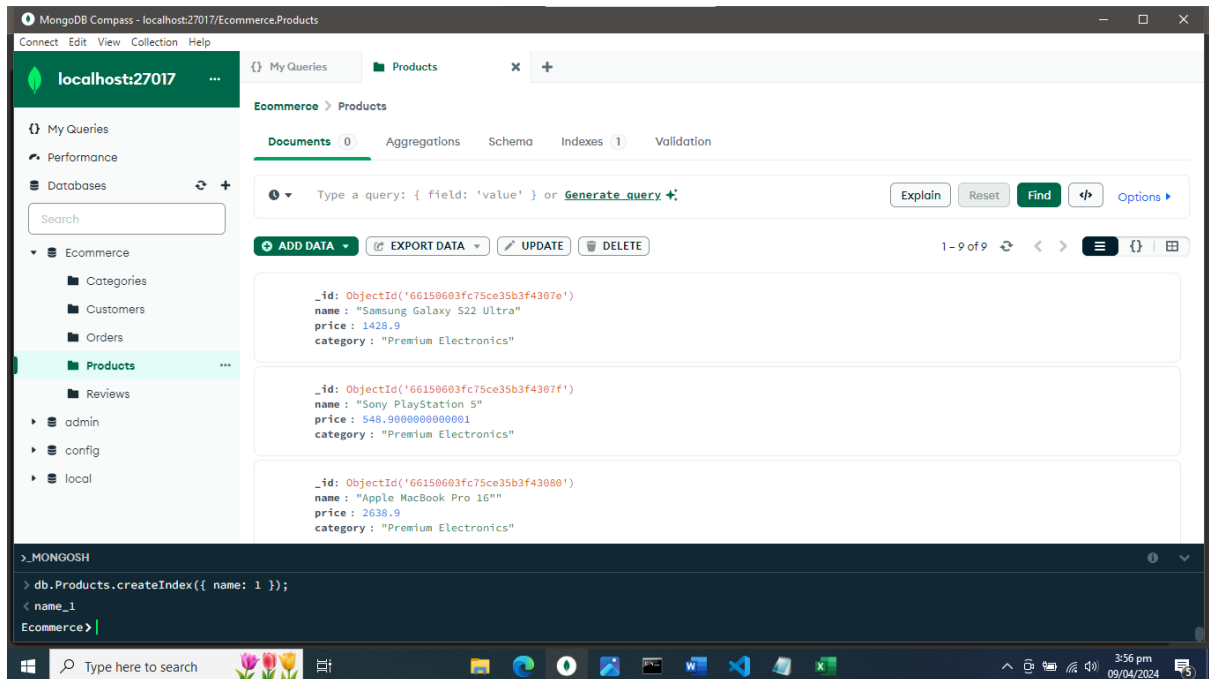 MongoDB Compass - localhost:27017/Ecommerce.Products
Connect Edit View Collection Help
localhost:27017 ...
{} My Queries
Performance
Databases
Search
Ecommerce
Categories
Customers
Orders
Products ...
Reviews
admin
config
local
{} My Queries
Products
Ecommerce > Products
Documents 0 Aggregations Schema Indexes 1 Validation
Type a query: { field: 'value' } or Generate query
Explain Reset Find </> Options
ADD DATA EXPORT DATA UPDATE DELETE
1 – 9 of 9 {}
_id: ObjectId('66150603fc75ce35b3f4307e')
name : "Samsung Galaxy S22 Ultra"
price : 1428.9
category : "Premium Electronics"
_id: ObjectId('66150603fc75ce35b3f4307f')
name : "Sony PlayStation 5"
price : 548.9000000000001
category : "Premium Electronics"
_id: ObjectId('66150603fc75ce35b3f43080')
name : "Apple MacBook Pro 16""
price : 2638.9
category : "Premium Electronics"
>_MONGOSH
> db.Products.createIndex({ name: 1 });
< name_1
Ecommerce>
Type here to search
3:56 pm
09/04/2024
5